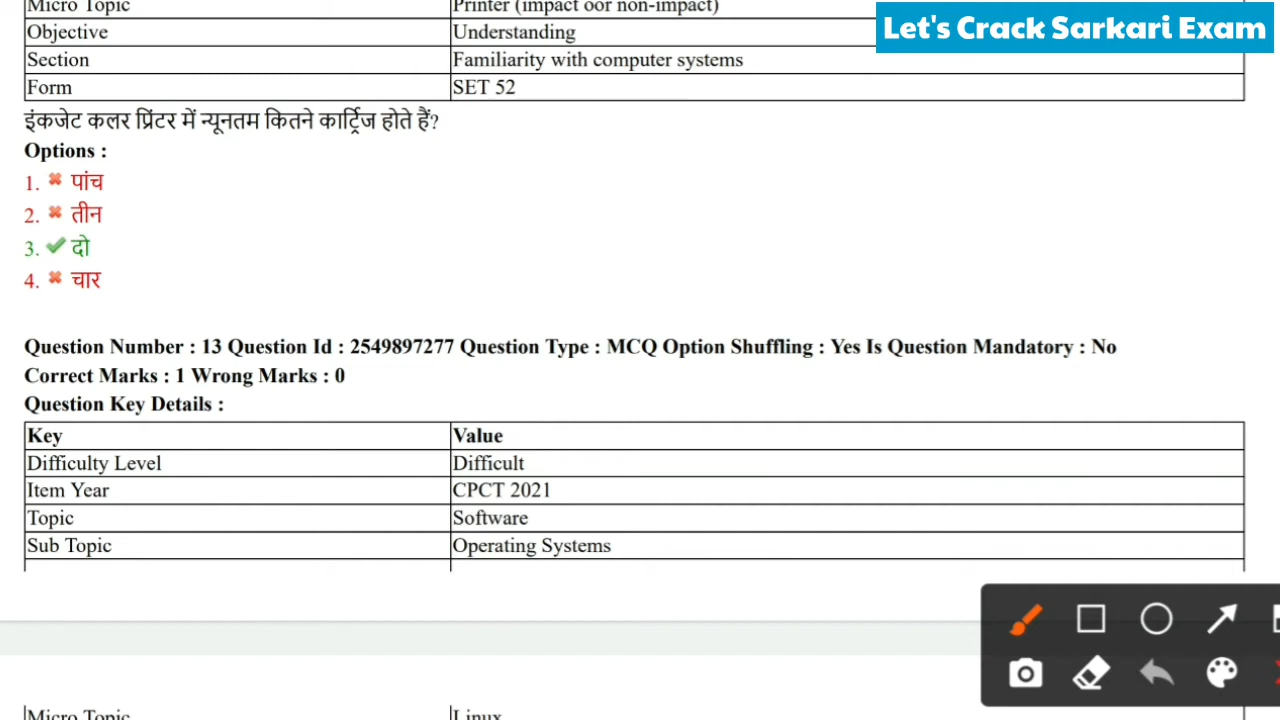 Let's Crack Sarkari Exam
Micro Topic Printer (impact oor non-impact)
Objective Understanding
Section Familiarity with computer systems
Form SET 52
इंकजेट कलर प्रिंटर में न्यूनतम कितने कार्ट्रिज होते हैं?
Options :
1. पांच
2. तीन
3. दो
4. चार
Question Number : 13 Question Id : 2549897277 Question Type : MCQ Option Shuffling : Yes Is Question Mandatory : No
Correct Marks : 1 Wrong Marks : 0
Question Key Details :
Key Value
Difficulty Level Difficult
Item Year CPCT 2021
Topic Software
Sub Topic Operating Systems
Micro Topic Linux